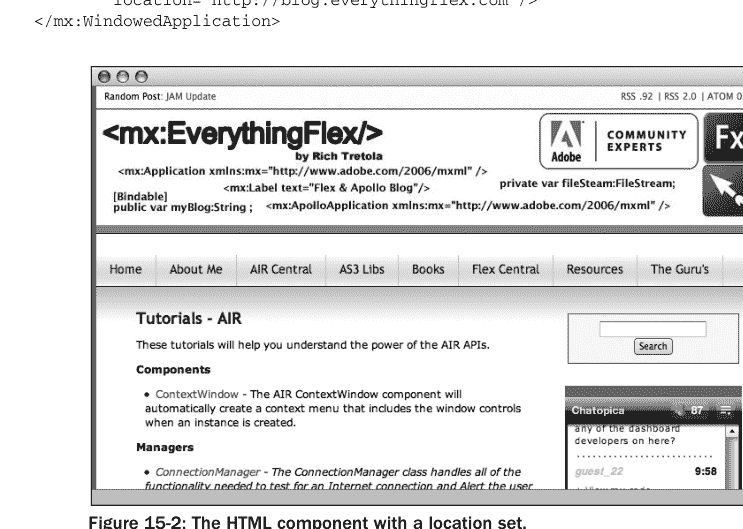 location="http://blog.everythingflex.com"/>
</mx:WindowedApplication>
Random Post: JAM Update
RSS .92 | RSS 2.0 | ATOM 0
<mx:EverythingFlex/>
by Rich Tretola
<mx:Application xmlns:mx="http://www.adobe.com/2006/mxml" />
<mx:Label text="Flex & Apollo Blog"/>
private var fileSteam:FileStream;
[Bindable]
public var myBlog:String ;
<mx:ApolloApplication xmlns:mx="http://www.adobe.com/2006/mxml" />
Adobe
COMMUNITY
EXPERTS
Fx
Home About Me AIR Central AS3 Libs Books Flex Central Resources The Guru's
Tutorials - AIR
These tutorials will help you understand the power of the AIR APIs.
Components
• ContextWindow - The AIR ContextWindow component will
automatically create a context menu that includes the window controls
when an instance is created.
Managers
• ConnectionManager - The ConnectionManager class handles all of the
functionality needed to test for an Internet connection and Alert the user
Search
Chatopica
87
any of the dashboard
developers on here?
guest_22
9:58
Figure 15-2: The HTML component with a location set.